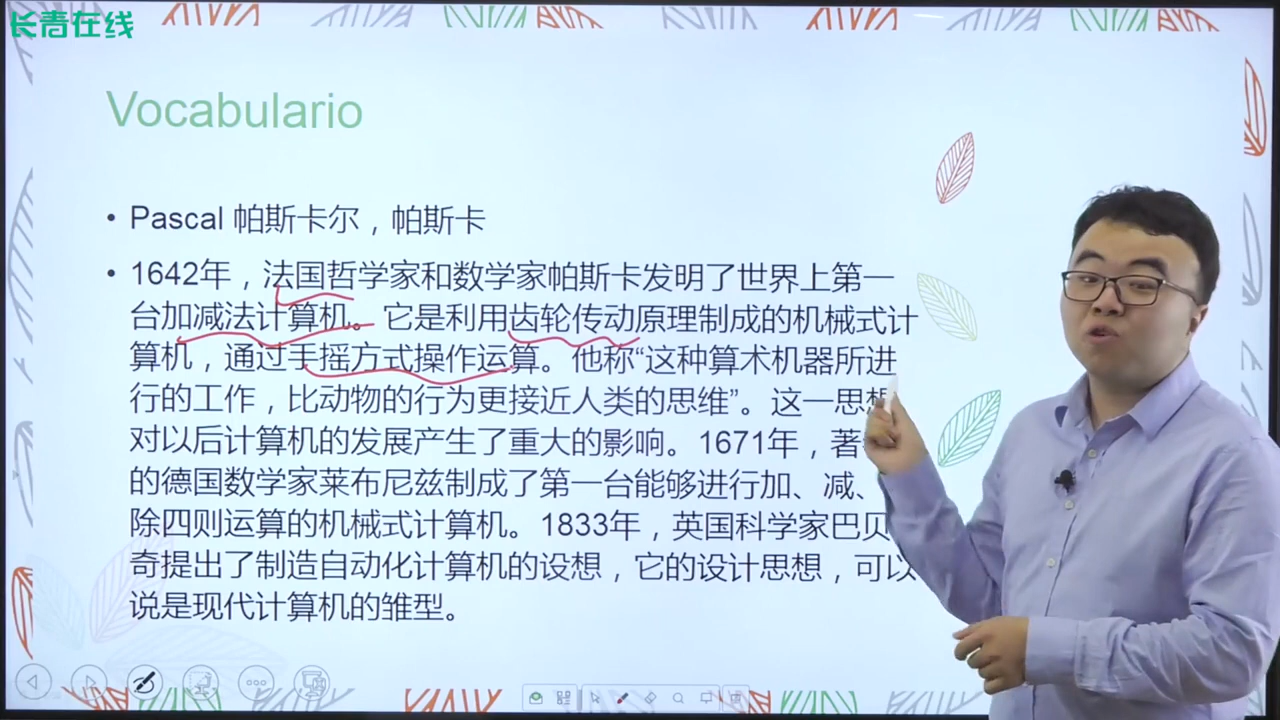 长青在线
Vocabulario
• Pascal 帕斯卡尔，帕斯卡
• 1642年，法国哲学家和数学家帕斯卡发明了世界上第一
台加减法计算机。它是利用齿轮传动原理制成的机械式计
算机，通过手摇方式操作运算。他称“这种算术机器所进
行的工作，比动物的行为更接近人类的思维”。这一思想
对以后计算机的发展产生了重大的影响。1671年，著
的德国数学家莱布尼兹制成了第一台能够进行加、减、
除四则运算的机械式计算机。1833年，英国科学家巴贝
奇提出了制造自动化计算机的设想，它的设计思想，可以
说是现代计算机的雏型。